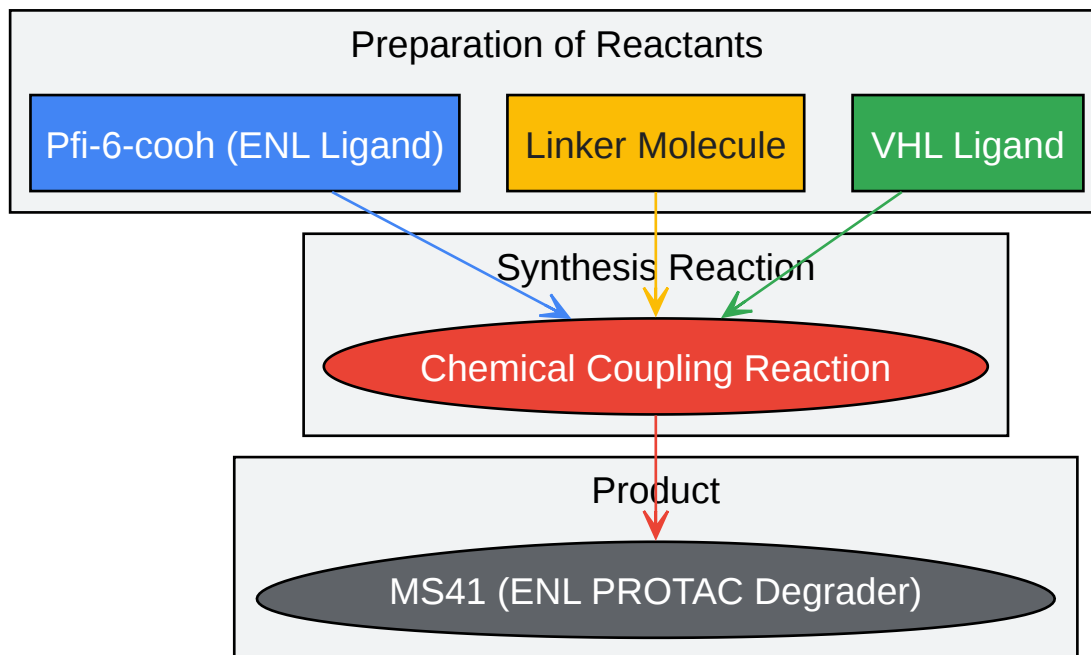 Preparation of Reactants
Pfi-6-cooh (ENL Ligand)
Linker Molecule
VHL Ligand
Synthesis Reaction
Chemical Coupling Reaction
Product
MS41 (ENL PROTAC Degrader)